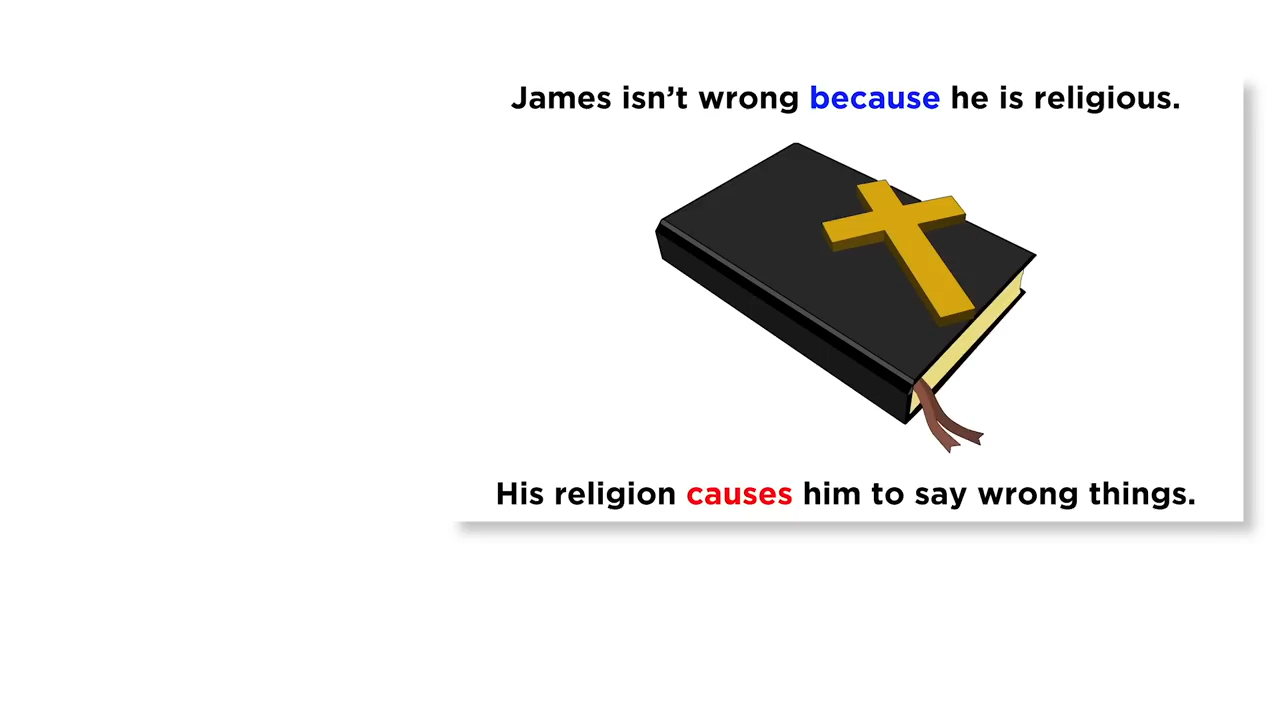 James isn’t wrong because he is religious.
His religion causes him to say wrong things.